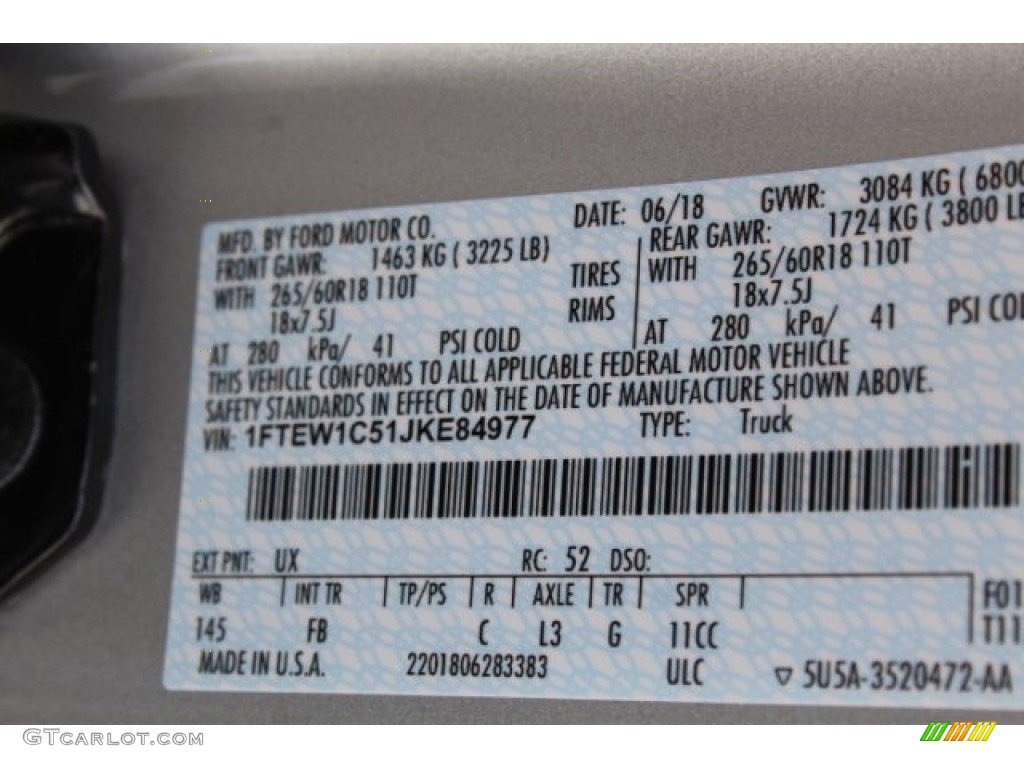 MFD. BY FORD MOTOR CO. DATE: 06/18 GVWR: 3084 KG ( 6800
FRONT GAWR: 1463 KG ( 3225 LB) REAR GAWR: 1724 KG ( 3800 LB
WITH 265/60R18 110T TIRES WITH 265/60R18 110T
18x7.5J RIMS 18x7.5J
AT 280 kPa/ 41 PSI COLD AT 280 kPa/ 41 PSI COL
THIS VEHICLE CONFORMS TO ALL APPLICABLE FEDERAL MOTOR VEHICLE
SAFETY STANDARDS IN EFFECT ON THE DATE OF MANUFACTURE SHOWN ABOVE.
VIN: 1FTEW1C51JKE84977 TYPE: Truck
EXT PNT: UX RC: 52 DSO:
WB INT TR TP/PS R AXLE TR SPR F01
145 FB C L3 G 11CC T11
MADE IN U.S.A. 2201806283383 ULC ▽ 5U5A-3520472-AA
GTcarlot.com